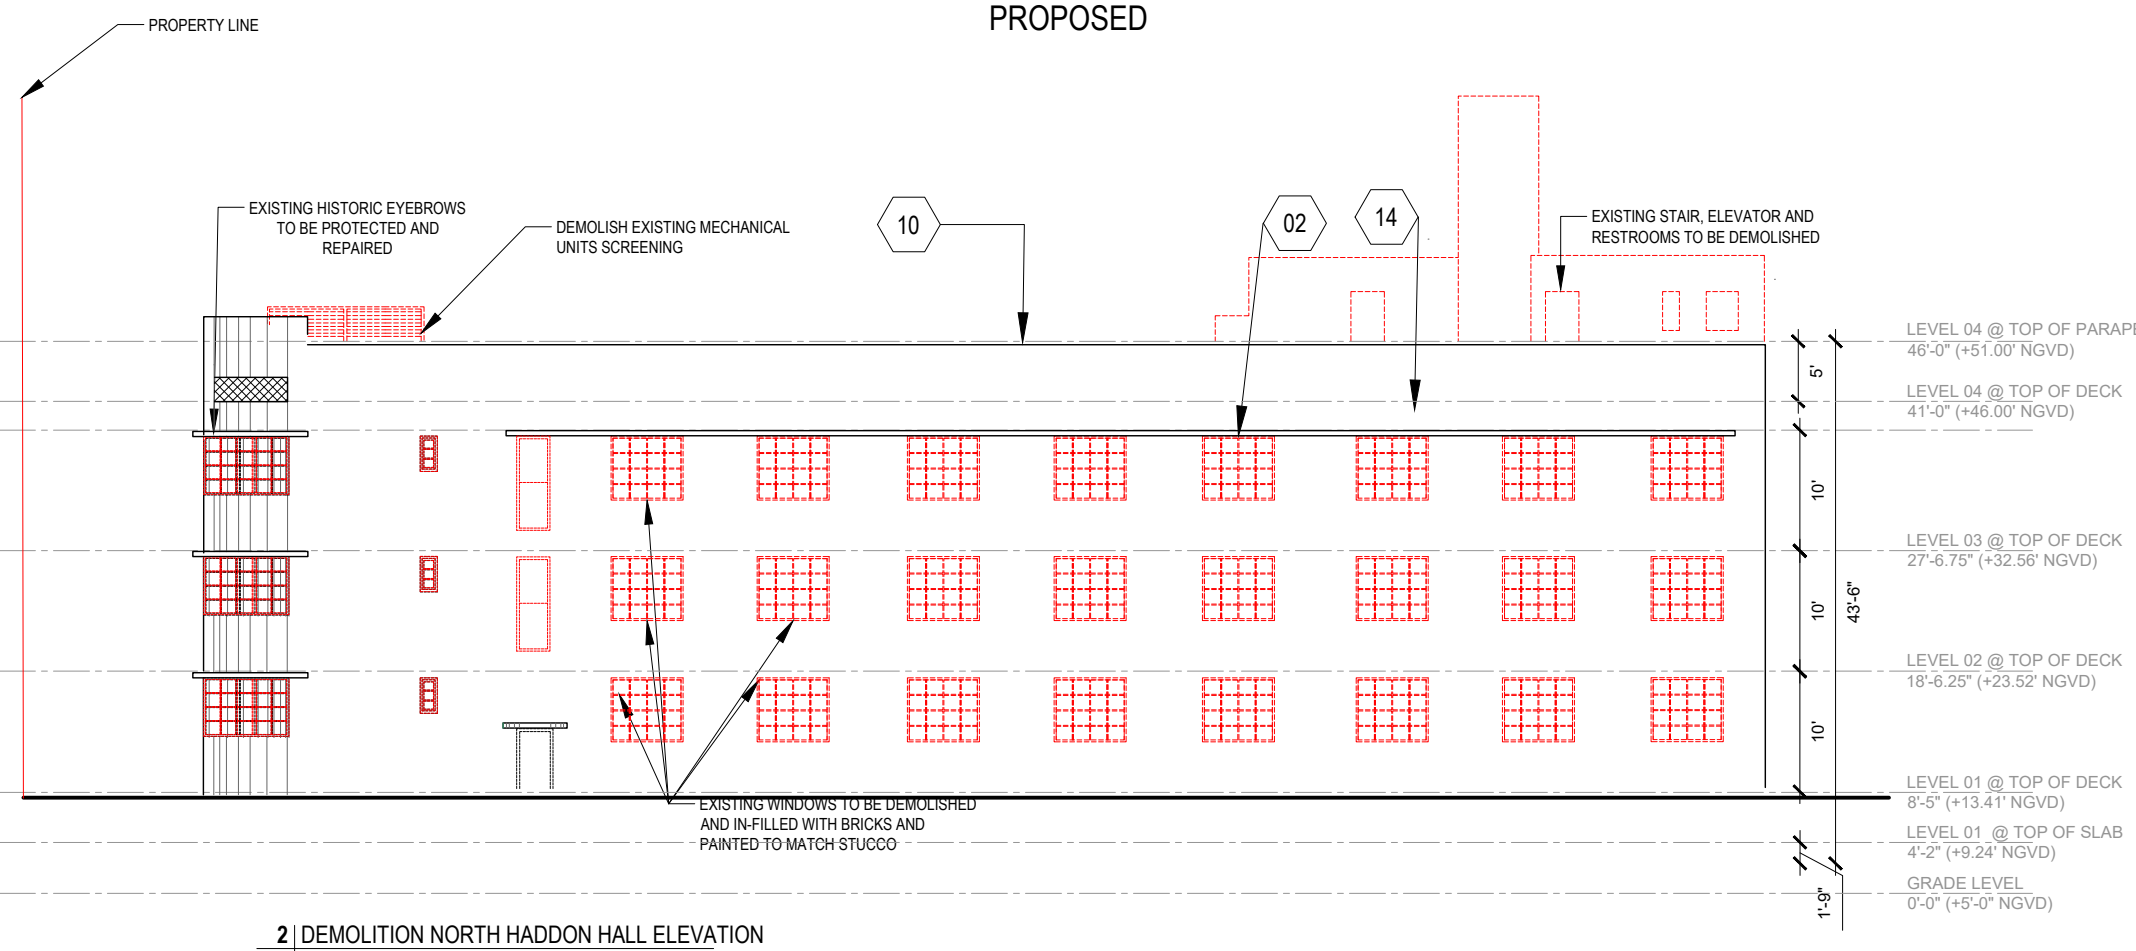 PROPOSED
PROPERTY LINE
EXISTING HISTORIC EYEBROWS
TO BE PROTECTED AND
REPAIRED
DEMOLISH EXISTING MECHANICAL
UNITS SCREENING
10
02
14
EXISTING STAIR, ELEVATOR AND
RESTROOMS TO BE DEMOLISHED
LEVEL 04 @ TOP OF PARAPE
46'-0" (+51.00' NGVD)
5'
LEVEL 04 @ TOP OF DECK
41'-0" (+46.00' NGVD)
10'
LEVEL 03 @ TOP OF DECK
27'-6.75" (+32.56' NGVD)
10'
43'-6"
LEVEL 02 @ TOP OF DECK
18'-6.25" (+23.52' NGVD)
10'
LEVEL 01 @ TOP OF DECK
8'-5" (+13.41' NGVD)
EXISTING WINDOWS TO BE DEMOLISHED
AND IN-FILLED WITH BRICKS AND
PAINTED TO MATCH STUCCO
LEVEL 01 @ TOP OF SLAB
4'-2" (+9.24' NGVD)
GRADE LEVEL
0'-0" (+5'-0" NGVD)
1'-9"
2 DEMOLITION NORTH HADDON HALL ELEVATION